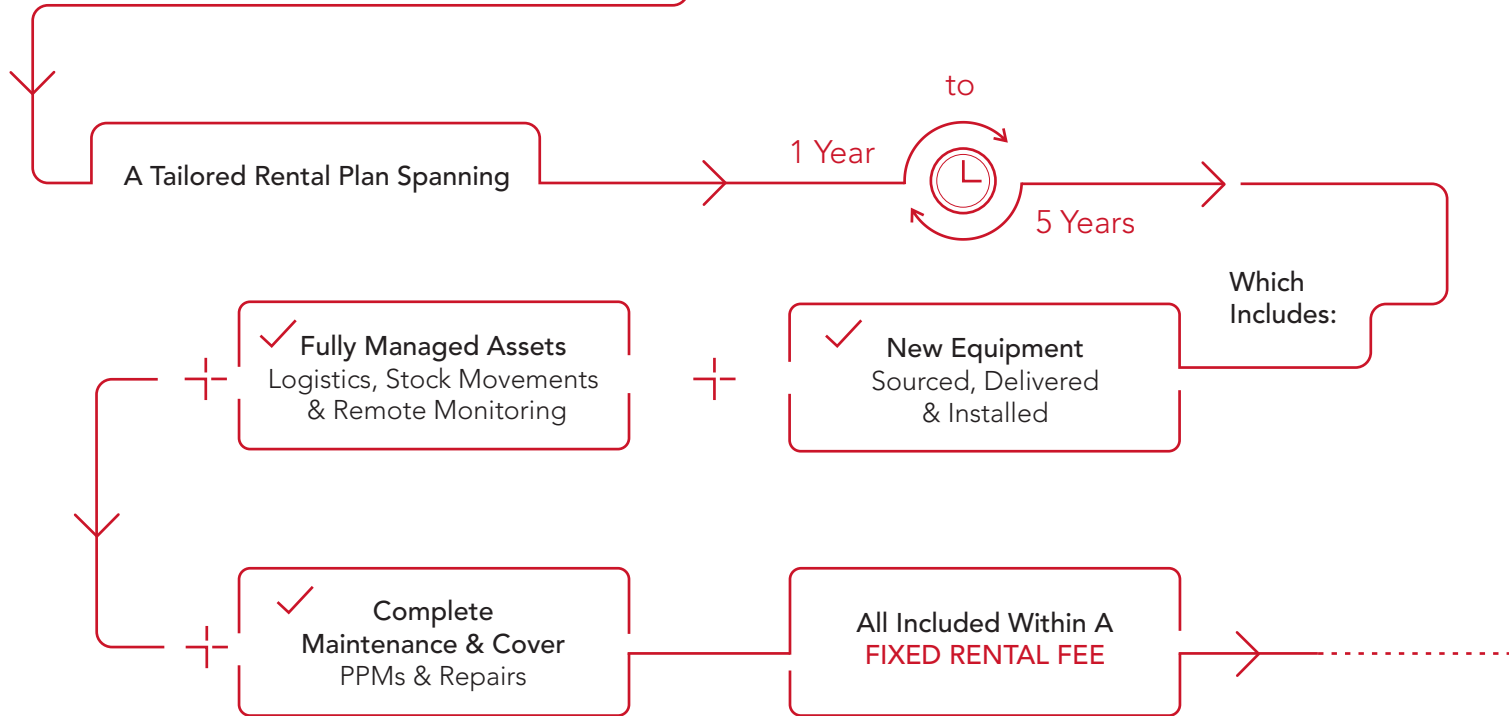 A Tailored Rental Plan Spanning
1 Year
to
5 Years
Which
Includes:
New Equipment
Sourced, Delivered
& Installed
Fully Managed Assets
Logistics, Stock Movements
& Remote Monitoring
Complete
Maintenance & Cover
PPMs & Repairs
All Included Within A
FIXED RENTAL FEE